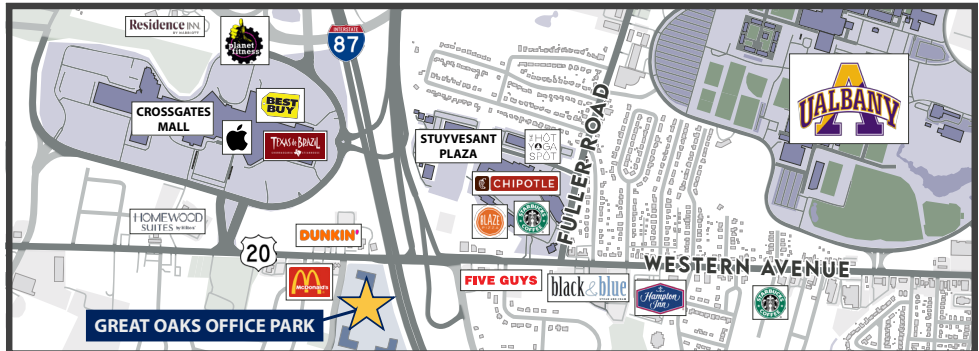 Residence INN.
BY MARRIOTT
planet
fitness
INTERSTATE
87
CROSSGATES
MALL
BEST
BUY
TEXAS de BRAZIL
HOMEWOOD
SUITES
by Hilton
20
DUNKIN'
McDonald's
GREAT OAKS OFFICE PARK
STUYVESANT
PLAZA
THE HOT
YOGA
SPOT
CHIPOTLE
BLAZE
PIZZA
STARBUCKS
COFFEE
FULLER ROAD
A
UALBANY
WESTERN AVENUE
FIVE GUYS
black & blue
Hampton
Inn
STARBUCKS
COFFEE